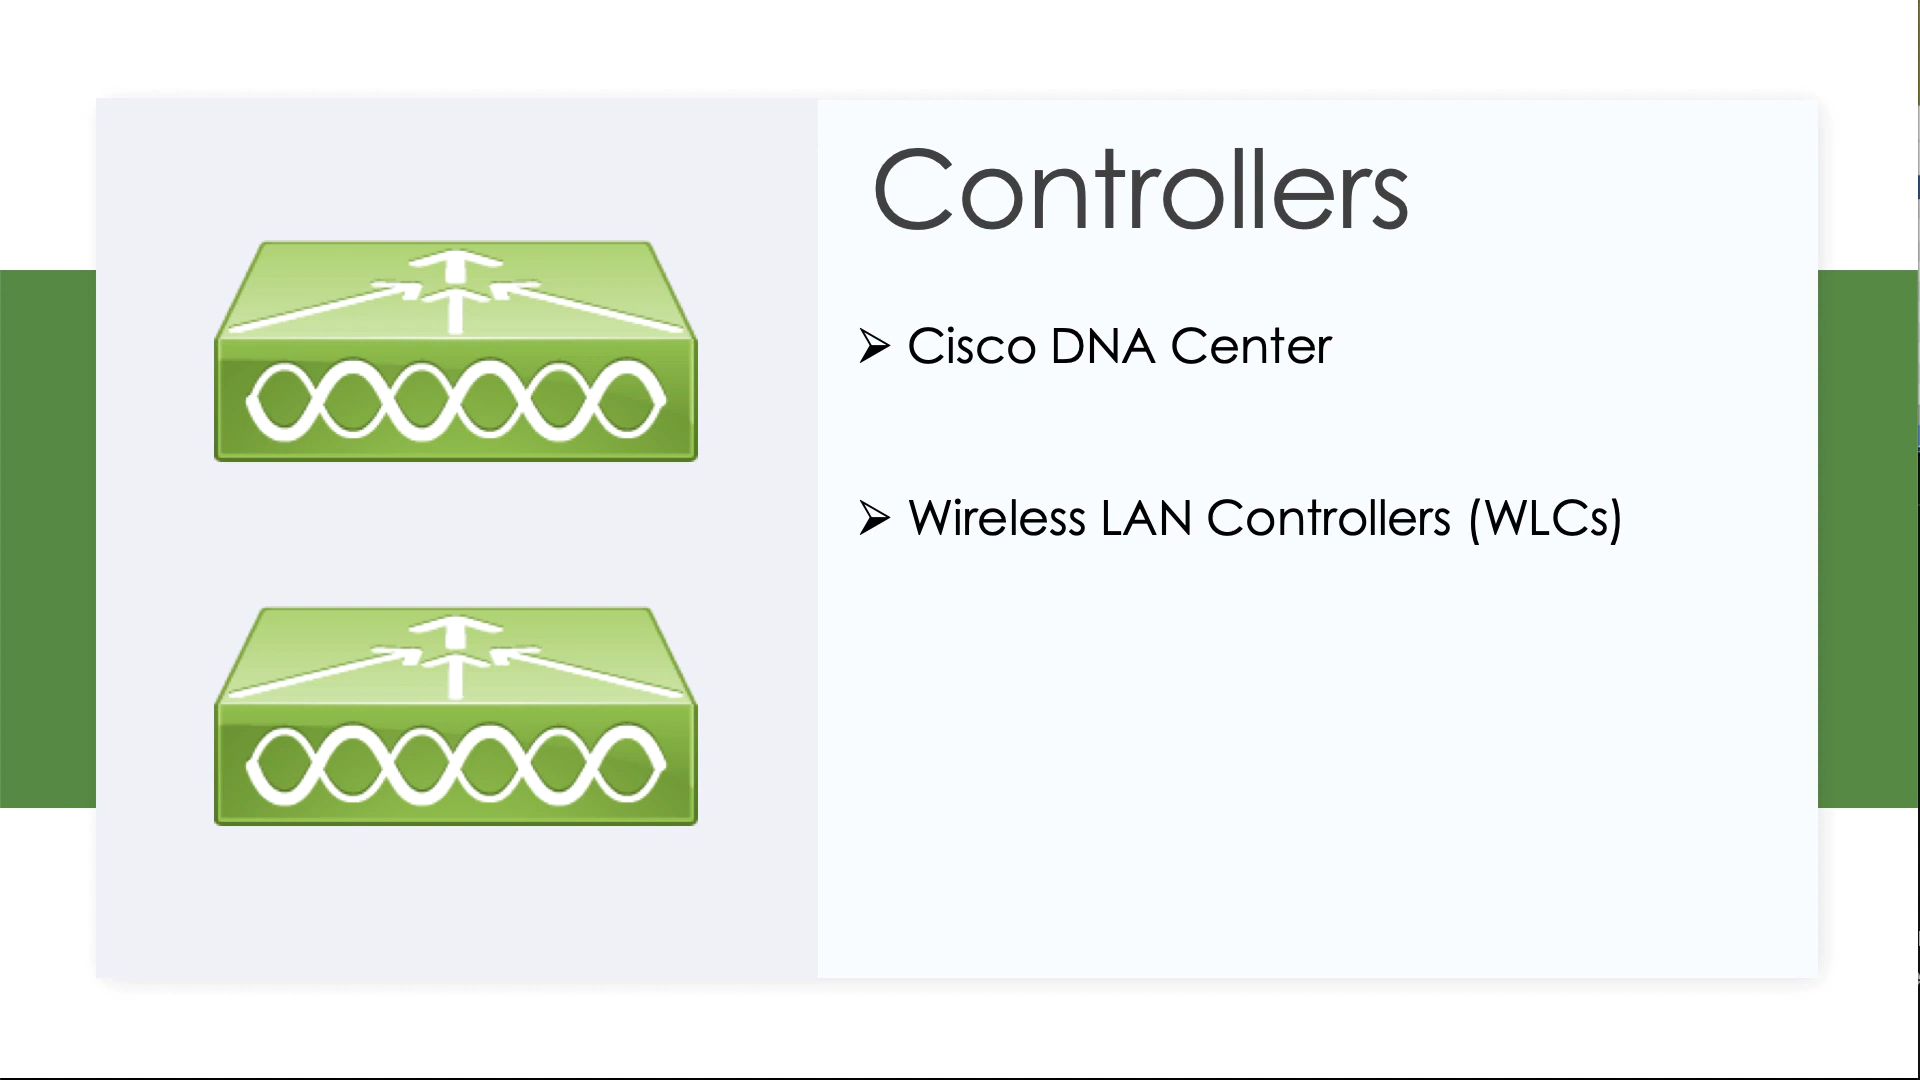 Controllers
➢ Cisco DNA Center
➢ Wireless LAN Controllers (WLCs)